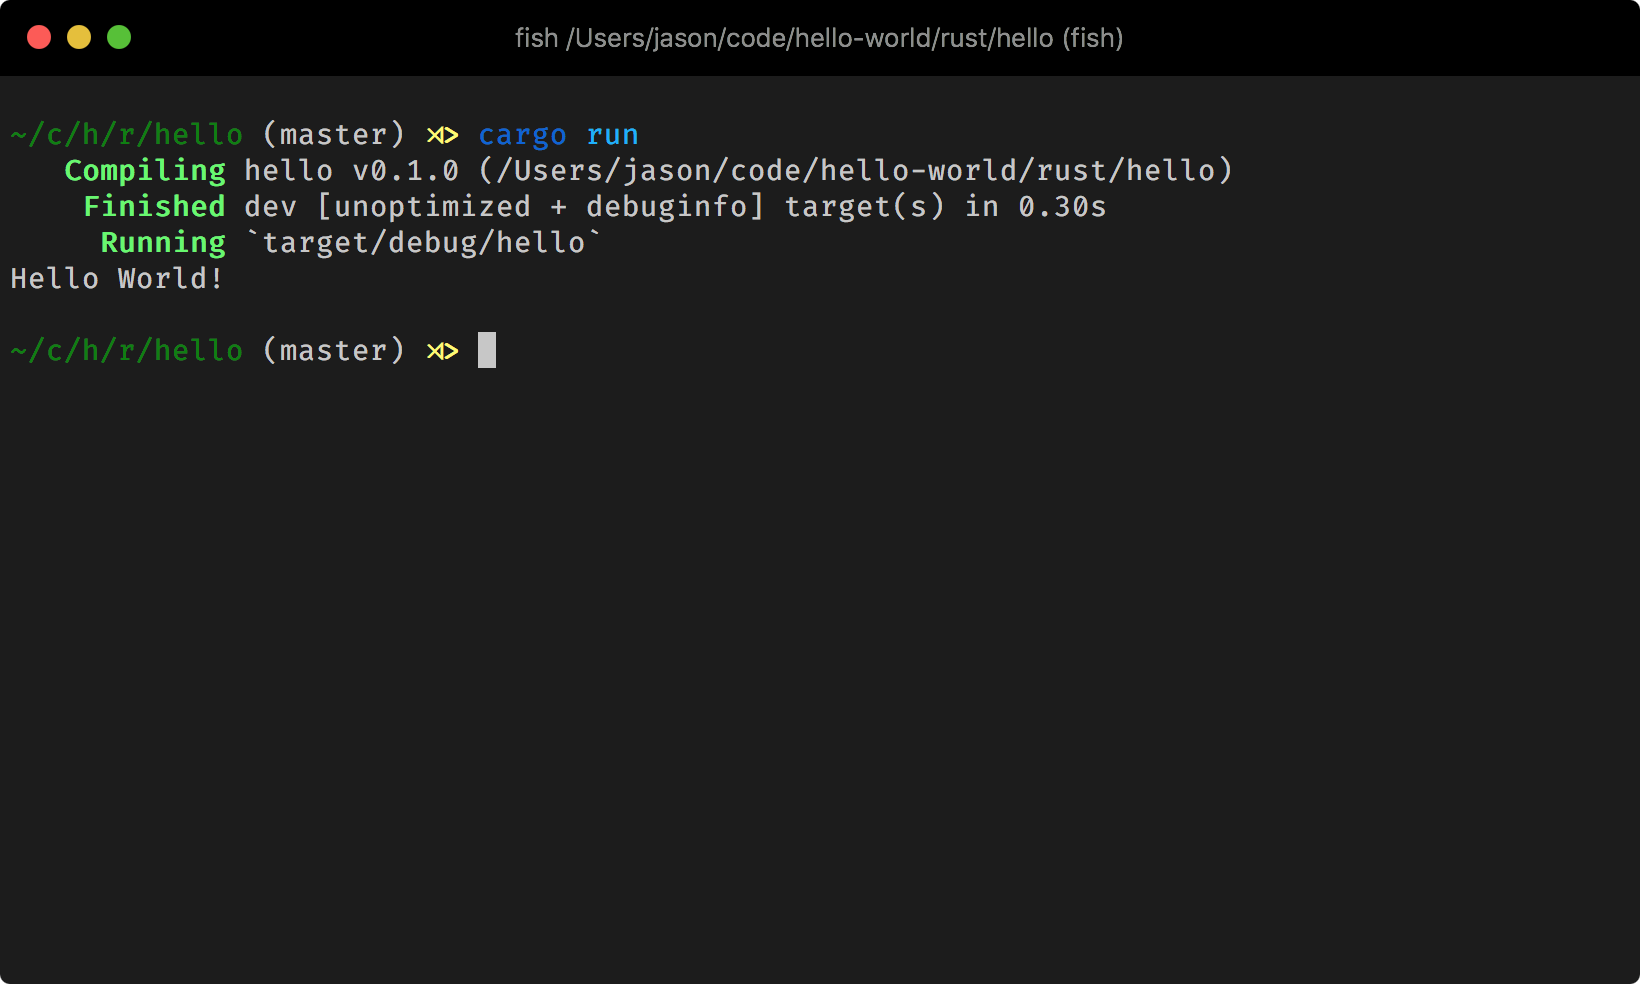 fish /Users/jason/code/hello-world/rust/hello (fish)
~/c/h/r/hello (master) ⋊> cargo run
   Compiling hello v0.1.0 (/Users/jason/code/hello-world/rust/hello)
    Finished dev [unoptimized + debuginfo] target(s) in 0.30s
     Running `target/debug/hello`
Hello World!
~/c/h/r/hello (master) ⋊>